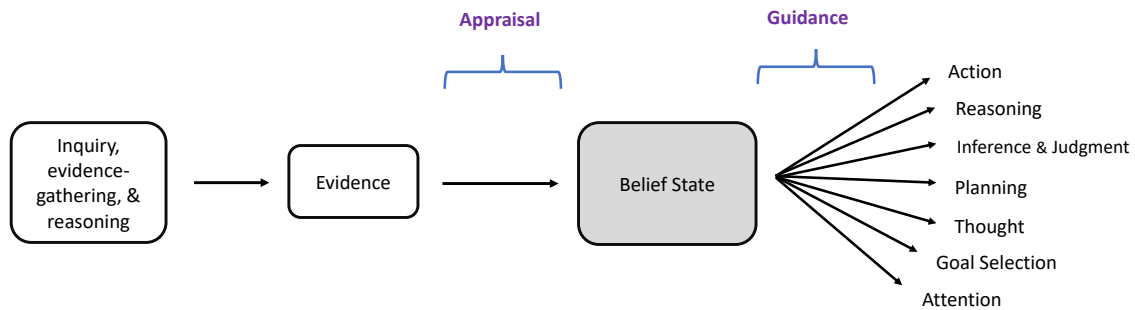 Appraisal
Guidance
Inquiry,
evidence-
gathering, &
reasoning
Evidence
Belief State
Action
Reasoning
Inference & Judgment
Planning
Thought
Goal Selection
Attention